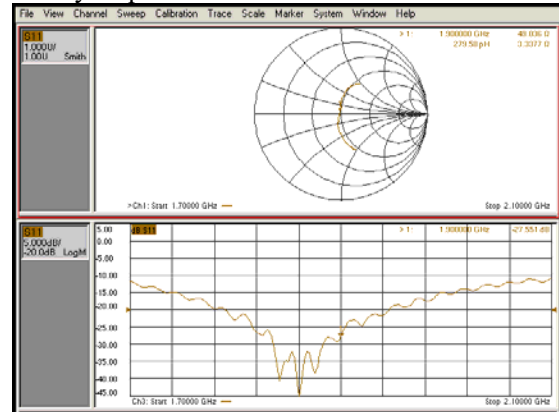 File View Channel Sweep Calibration Trace Scale Marker System Window Help
S11
1.000U/
1.00U Smith
> 1: 1.900000 GHz 48.036 Ω
279.50 pH 3.3367 Ω
>Ch1: Start 1.70000 GHz
Stop 2.10000 GHz
S11
5.000dB/
-20.0dB LogM
5.00
dB S11
> 1: 1.900000 GHz -27.551 dB
0.00
-5.00
-10.00
-15.00
-20.00
-25.00
-30.00
-35.00
-40.00
-45.00
Ch3: Start 1.70000 GHz
Stop 2.10000 GHz